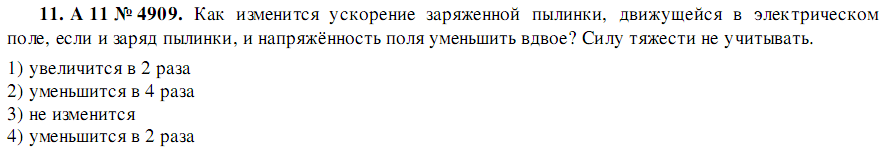 11. А 11 № 4909. Как изменится ускорение заряженной пылинки, движущейся в электрическом
поле, если и заряд пылинки, и напряжённость поля уменьшить вдвое? Силу тяжести не учитывать.
1) увеличится в 2 раза
2) уменьшится в 4 раза
3) не изменится
4) уменьшится в 2 раза